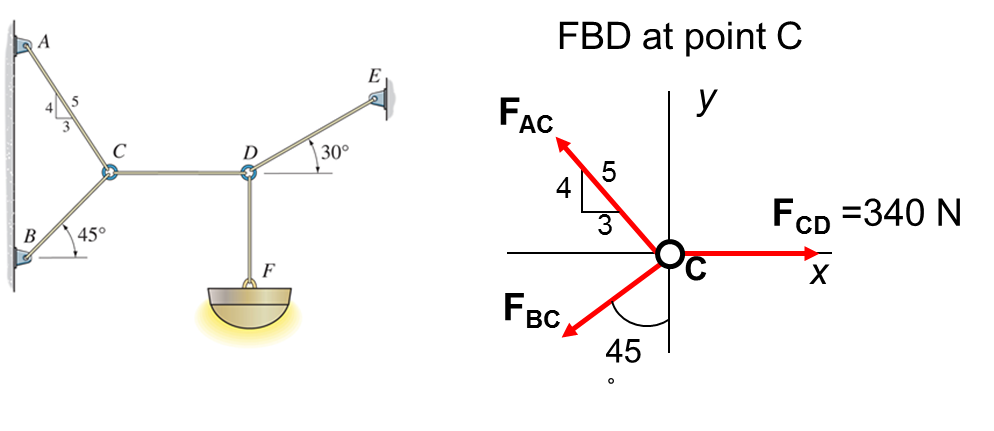 A
4
5
3
C
B
45°
D
30°
E
F
FBD at point C
y
F_AC
4
5
3
F_CD =340 N
C
x
F_BC
45
°